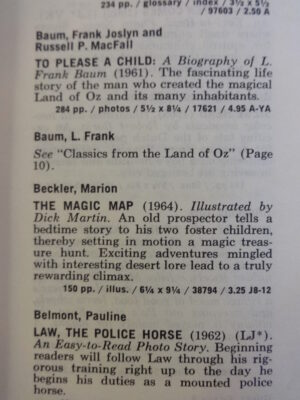 234 pp. / glossary / index / 3½ x 5½
/ 97603 / 2.50 A
Baum, Frank Joslyn and
Russell P. MacFall
TO PLEASE A CHILD: A Biography of L.
Frank Baum (1961). The fascinating life
story of the man who created the magical
Land of Oz and its many inhabitants.
284 pp. / photos / 5½ x 8¼ / 17621 / 4.95 A-YA
Baum, L. Frank
See "Classics from the Land of Oz" (Page
10).
Beckler, Marion
THE MAGIC MAP (1964). Illustrated by
Dick Martin. An old prospector tells a
bedtime story to his two foster children,
thereby setting in motion a magic treas-
ure hunt. Exciting adventures mingled
with interesting desert lore lead to a truly
rewarding climax.
150 pp. / illus. / 6¼ x 9¼ / 38794 / 3.25 J8-12
Belmont, Pauline
LAW, THE POLICE HORSE (1962) (LJ*).
An Easy-to-Read Photo Story. Beginning
readers will follow Law through his rig-
orous training right up to the day he
begins his duties as a mounted police
horse.